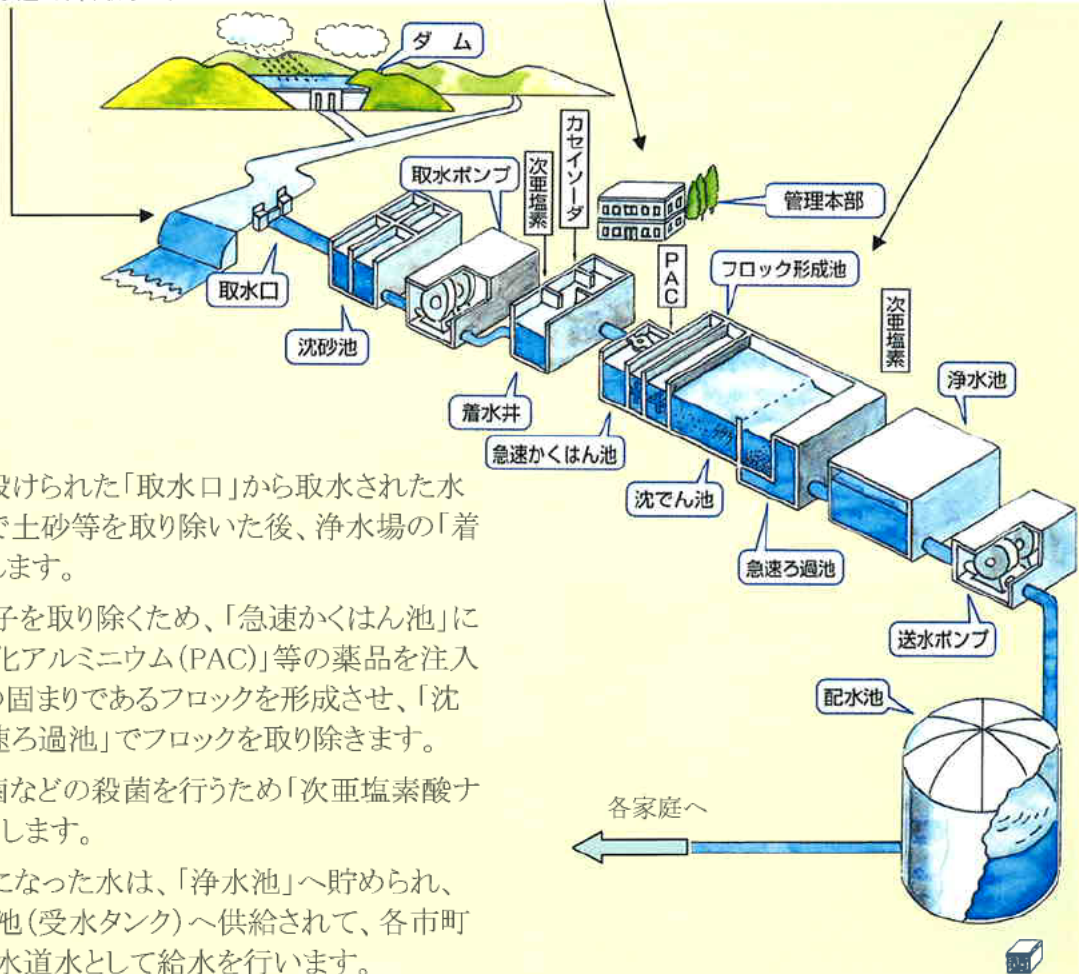 ダム
カセイソーダ
次亜塩素
取水ポンプ
管理本部
PAC
フロック形成池
取水口
次亜塩素
沈砂池
浄水池
着水井
急速かくはん池
沈でん池
急速ろ過池
送水ポンプ
配水池
各家庭へ
設けられた「取水口」から取水された水
で土砂等を取り除いた後、浄水場の「着
します。
子を取り除くため、「急速かくはん池」に
化アルミニウム(PAC)」等の薬品を注入
の固まりであるフロックを形成させ、「沈
速ろ過池」でフロックを取り除きます。
菌などの殺菌を行うため「次亜塩素酸ナ
します。
になった水は、「浄水池」へ貯められ、
池(受水タンク)へ供給されて、各市町
水道水として給水を行います。